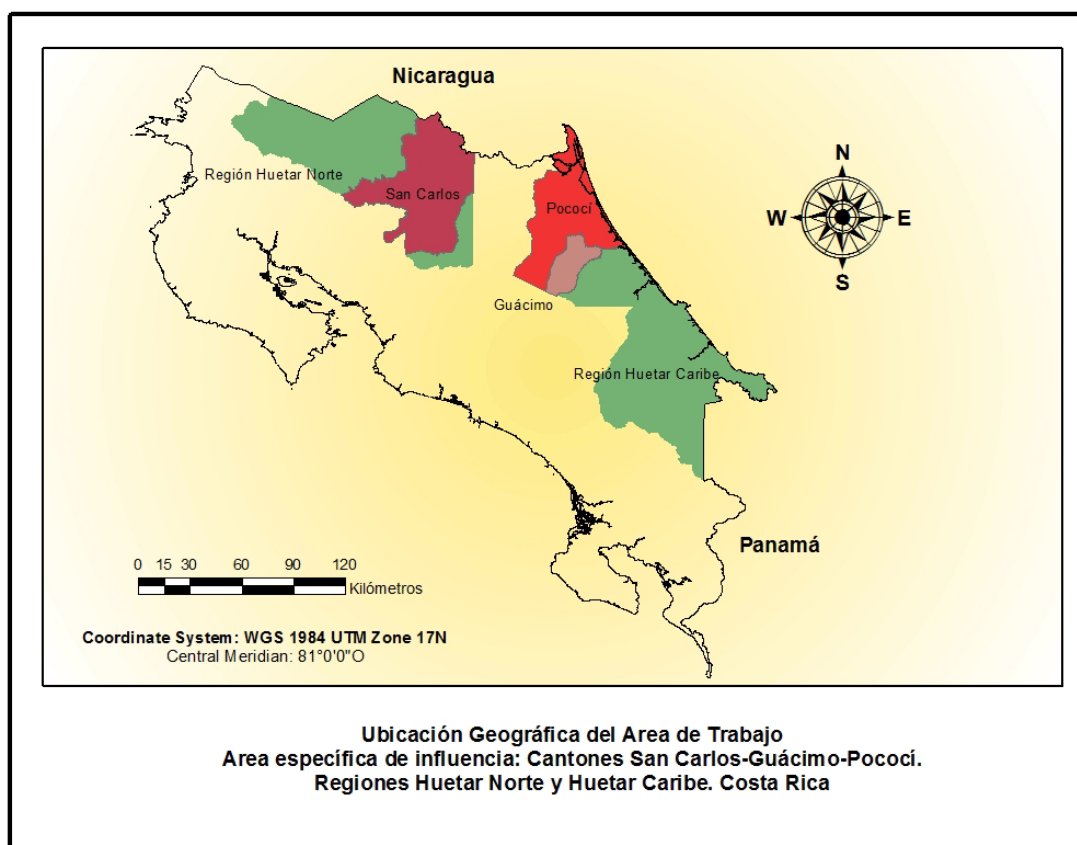 Nicaragua
Región Huetar Norte
San Carlos
Pococí
N
W
E
S
Guácimo
Región Huetar Caribe
Panamá
0 15 30 60 90 120
Kilómetros
Coordinate System: WGS 1984 UTM Zone 17N
Central Meridian: 81°0'0"O
Ubicación Geográfica del Area de Trabajo
Area específica de influencia: Cantones San Carlos-Guácimo-Pococí.
Regiones Huetar Norte y Huetar Caribe. Costa Rica